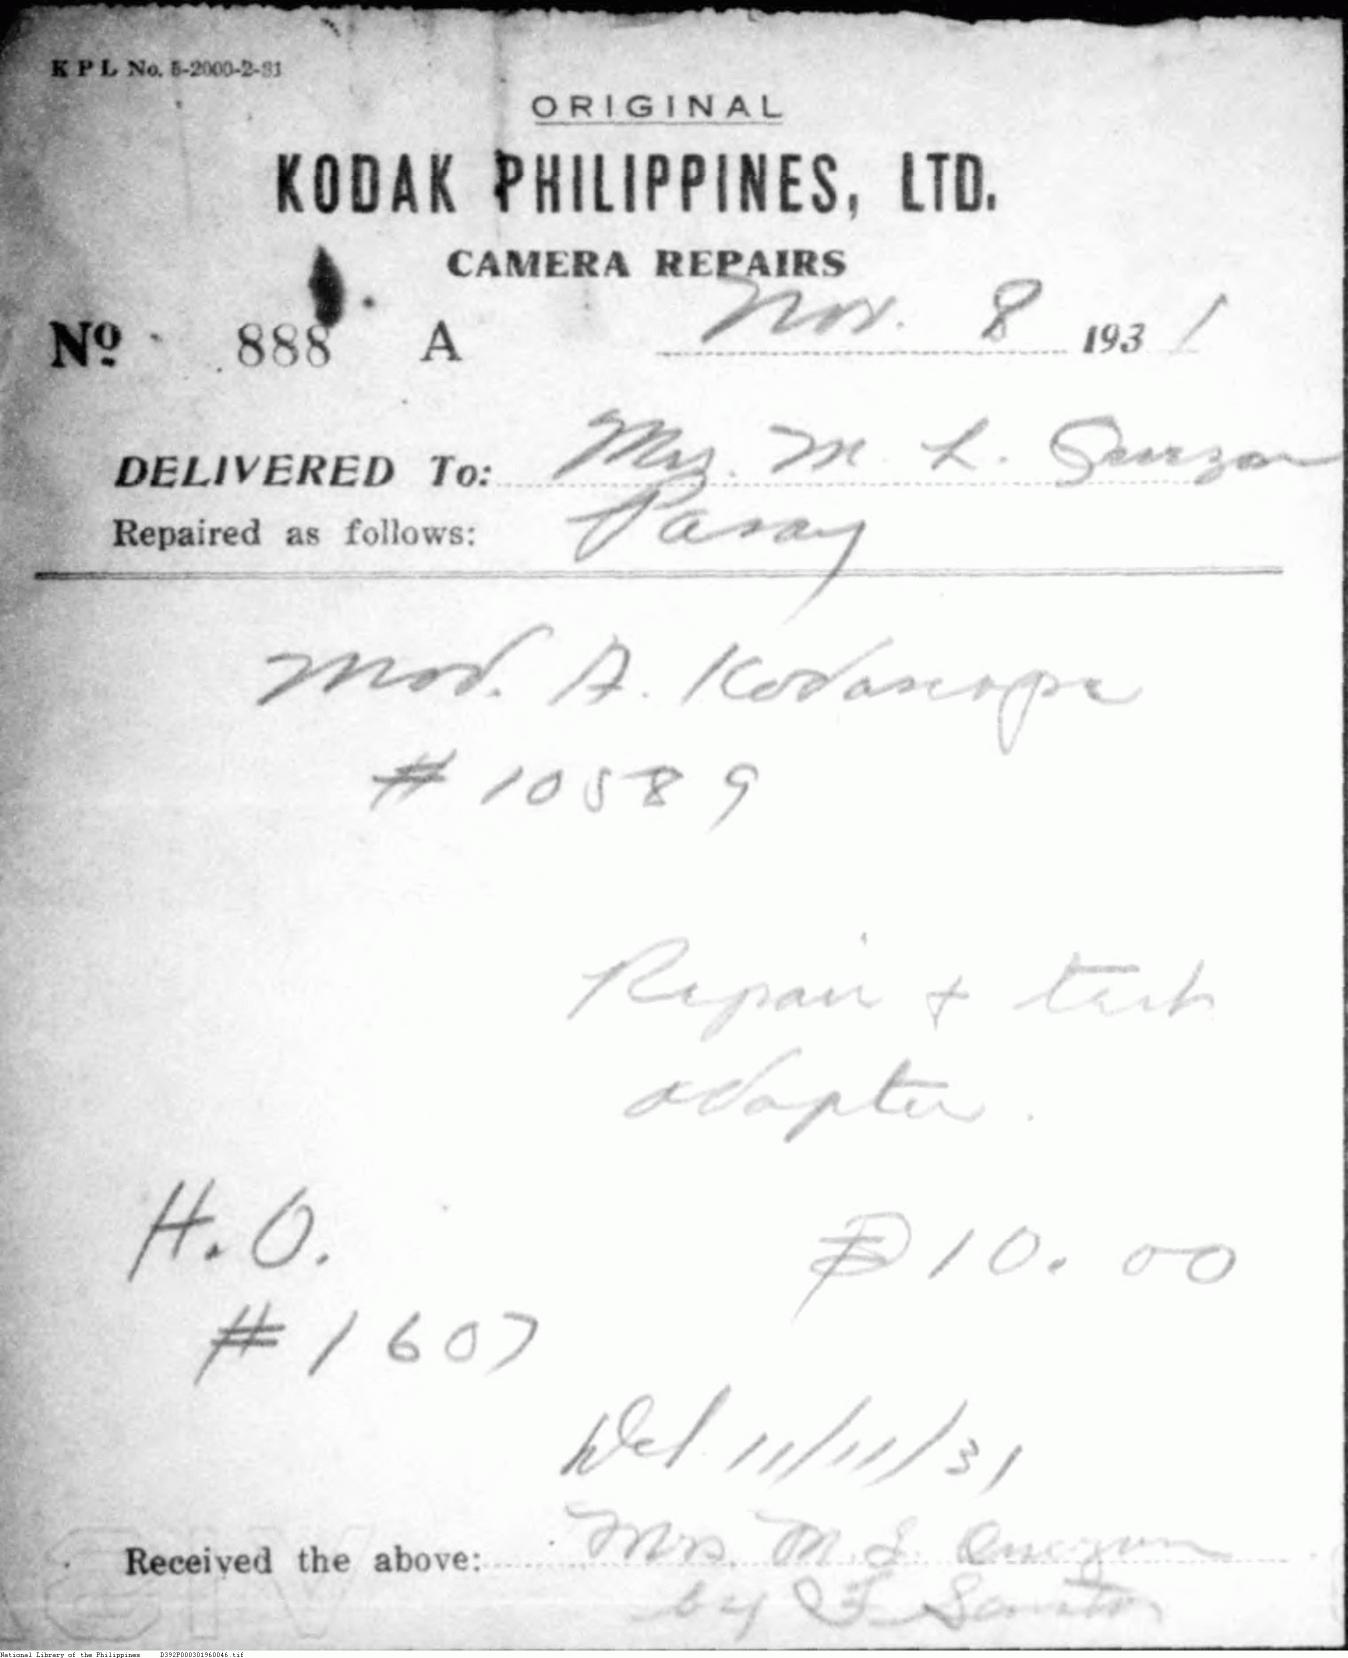 K P L No. 5-2000-2-31
ORIGINAL
KODAK PHILIPPINES, LTD.
CAMERA REPAIRS
Nº 888 A Nov. 8 1931
DELIVERED To: Mrs. M. L. Quezon
Repaired as follows: Pasay
Mod. A. Kodascope
# 10589
Repair + test
adapter.
H.O. ₱10.00
# 1607
Del 11/11/31
Received the above: Mrs. M. L. Quezon
by F.
National Library of the Philippines D392P000301960046.tif